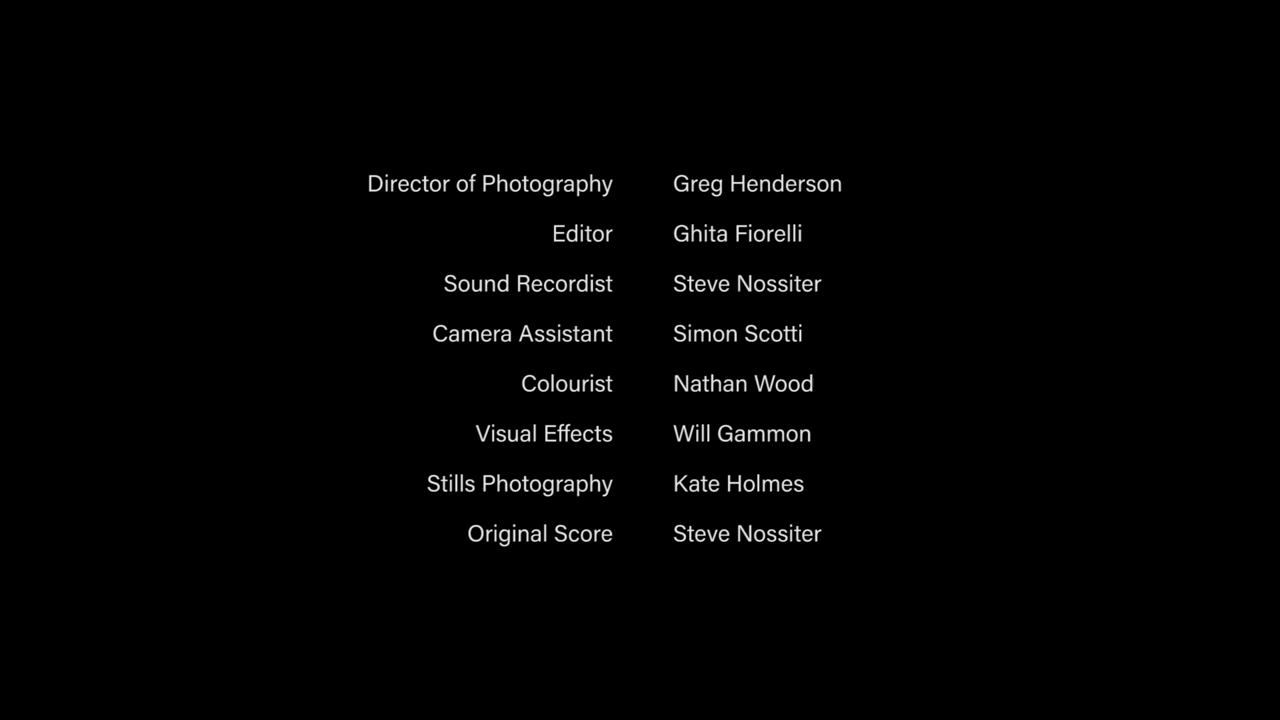 Director of Photography Greg Henderson
Editor Ghita Fiorelli
Sound Recordist Steve Nossiter
Camera Assistant Simon Scotti
Colourist Nathan Wood
Visual Effects Will Gammon
Stills Photography Kate Holmes
Original Score Steve Nossiter